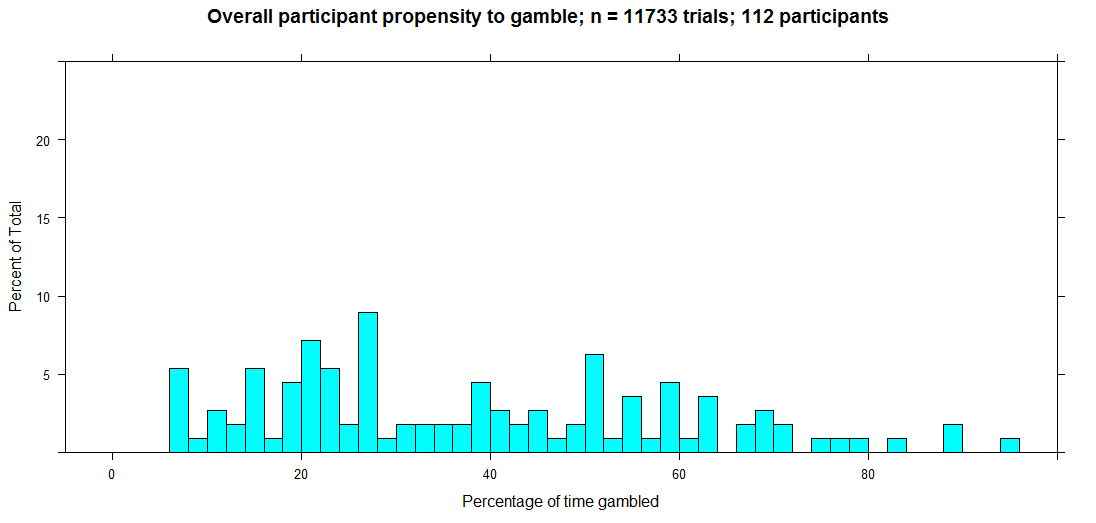 Overall participant propensity to gamble; n = 11733 trials; 112 participants
20
15
10
5
Percent of Total
0 20 40 60 80
Percentage of time gambled